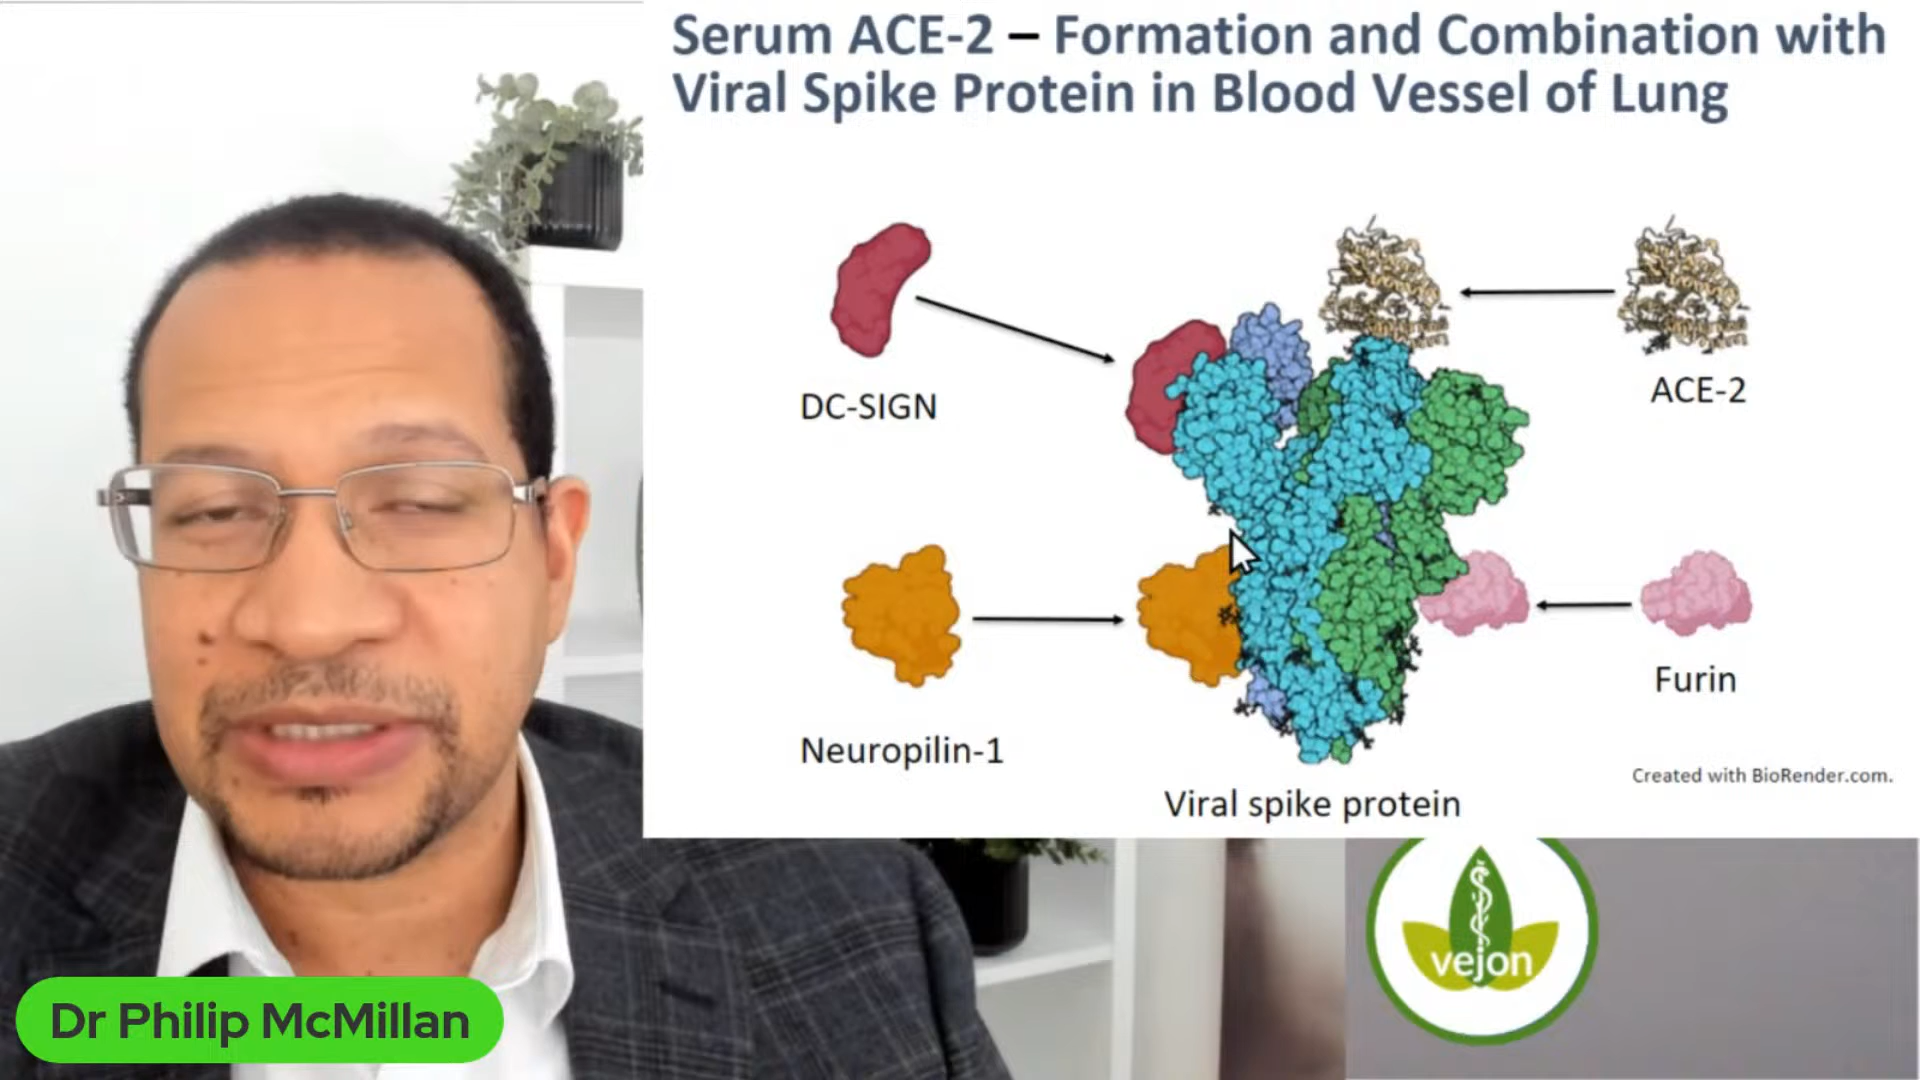 Serum ACE-2 – Formation and Combination with
Viral Spike Protein in Blood Vessel of Lung
DC-SIGN
ACE-2
Neuropilin-1
Furin
Created with BioRender.com.
Viral spike protein
vejon
Dr Philip McMillan